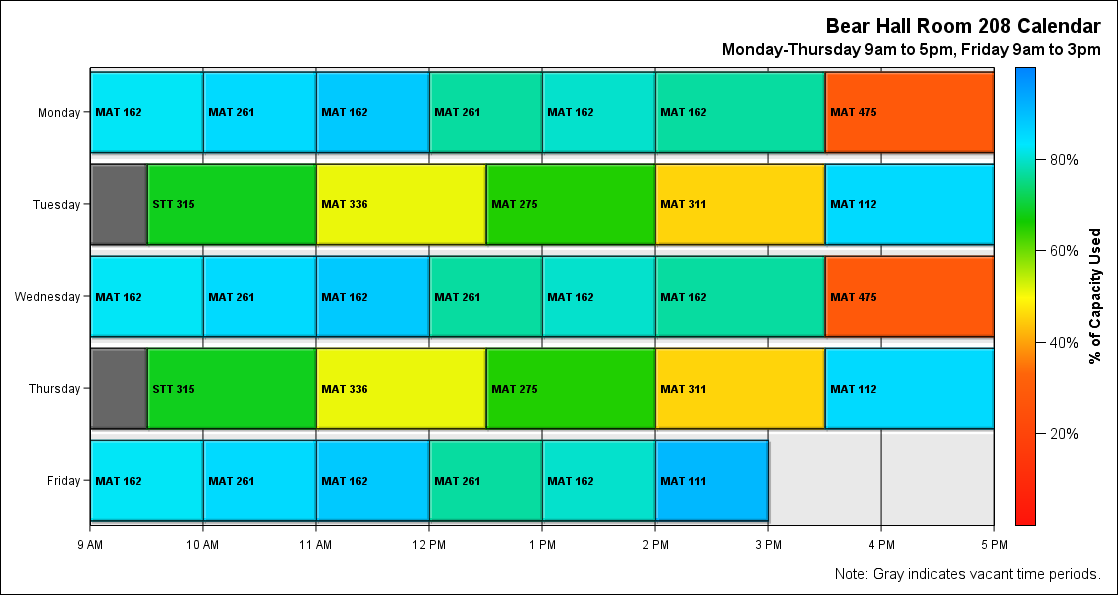 Bear Hall Room 208 Calendar
Monday-Thursday 9am to 5pm, Friday 9am to 3pm
Monday
MAT 162
MAT 261
MAT 162
MAT 261
MAT 162
MAT 162
MAT 475
Tuesday
STT 315
MAT 336
MAT 275
MAT 311
MAT 112
Wednesday
MAT 162
MAT 261
MAT 162
MAT 261
MAT 162
MAT 162
MAT 475
Thursday
STT 315
MAT 336
MAT 275
MAT 311
MAT 112
Friday
MAT 162
MAT 261
MAT 162
MAT 261
MAT 162
MAT 111
9 AM
10 AM
11 AM
12 PM
1 PM
2 PM
3 PM
4 PM
5 PM
80%
60%
40%
20%
% of Capacity Used
Note: Gray indicates vacant time periods.